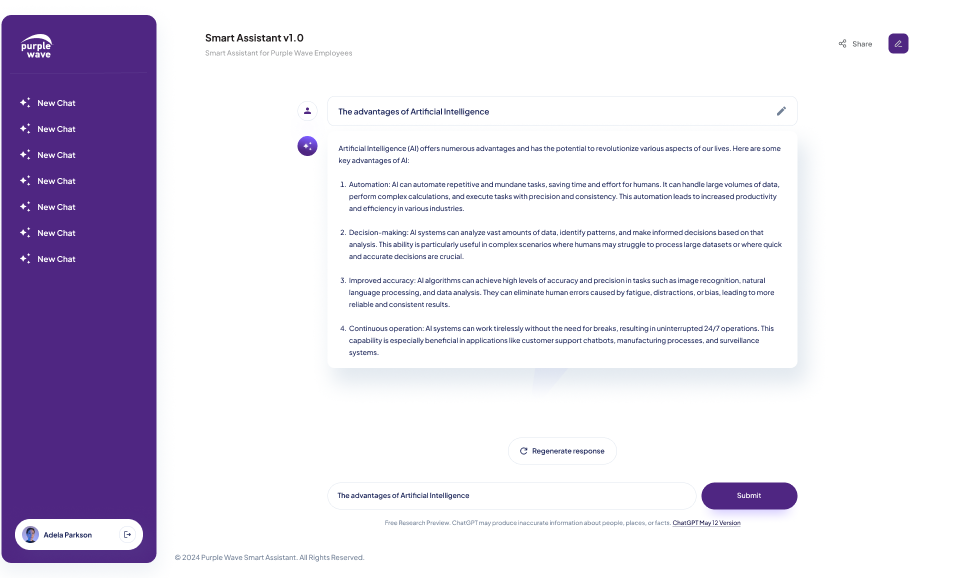 purple
wave
New Chat
New Chat
New Chat
New Chat
New Chat
New Chat
New Chat
Adela Parkson
Smart Assistant v1.0
Smart Assistant for Purple Wave Employees
Share
The advantages of Artificial Intelligence
Artificial Intelligence (AI) offers numerous advantages and has the potential to revolutionize various aspects of our lives. Here are some
key advantages of AI:
1. Automation: AI can automate repetitive and mundane tasks, saving time and effort for humans. It can handle large volumes of data,
perform complex calculations, and execute tasks with precision and consistency. This automation leads to increased productivity
and efficiency in various industries.
2. Decision-making: AI systems can analyze vast amounts of data, identify patterns, and make informed decisions based on that
analysis. This ability is particularly useful in complex scenarios where humans may struggle to process large datasets or where quick
and accurate decisions are crucial.
3. Improved accuracy: AI algorithms can achieve high levels of accuracy and precision in tasks such as image recognition, natural
language processing, and data analysis. They can eliminate human errors caused by fatigue, distractions, or bias, leading to more
reliable and consistent results.
4. Continuous operation: AI systems can work tirelessly without the need for breaks, resulting in uninterrupted 24/7 operations. This
capability is especially beneficial in applications like customer support chatbots, manufacturing processes, and surveillance
systems.
Regenerate response
The advantages of Artificial Intelligence
Submit
Free Research Preview. ChatGPT may produce inaccurate information about people, places, or facts. ChatGPT May 12 Version
© 2024 Purple Wave Smart Assistant. All Rights Reserved.